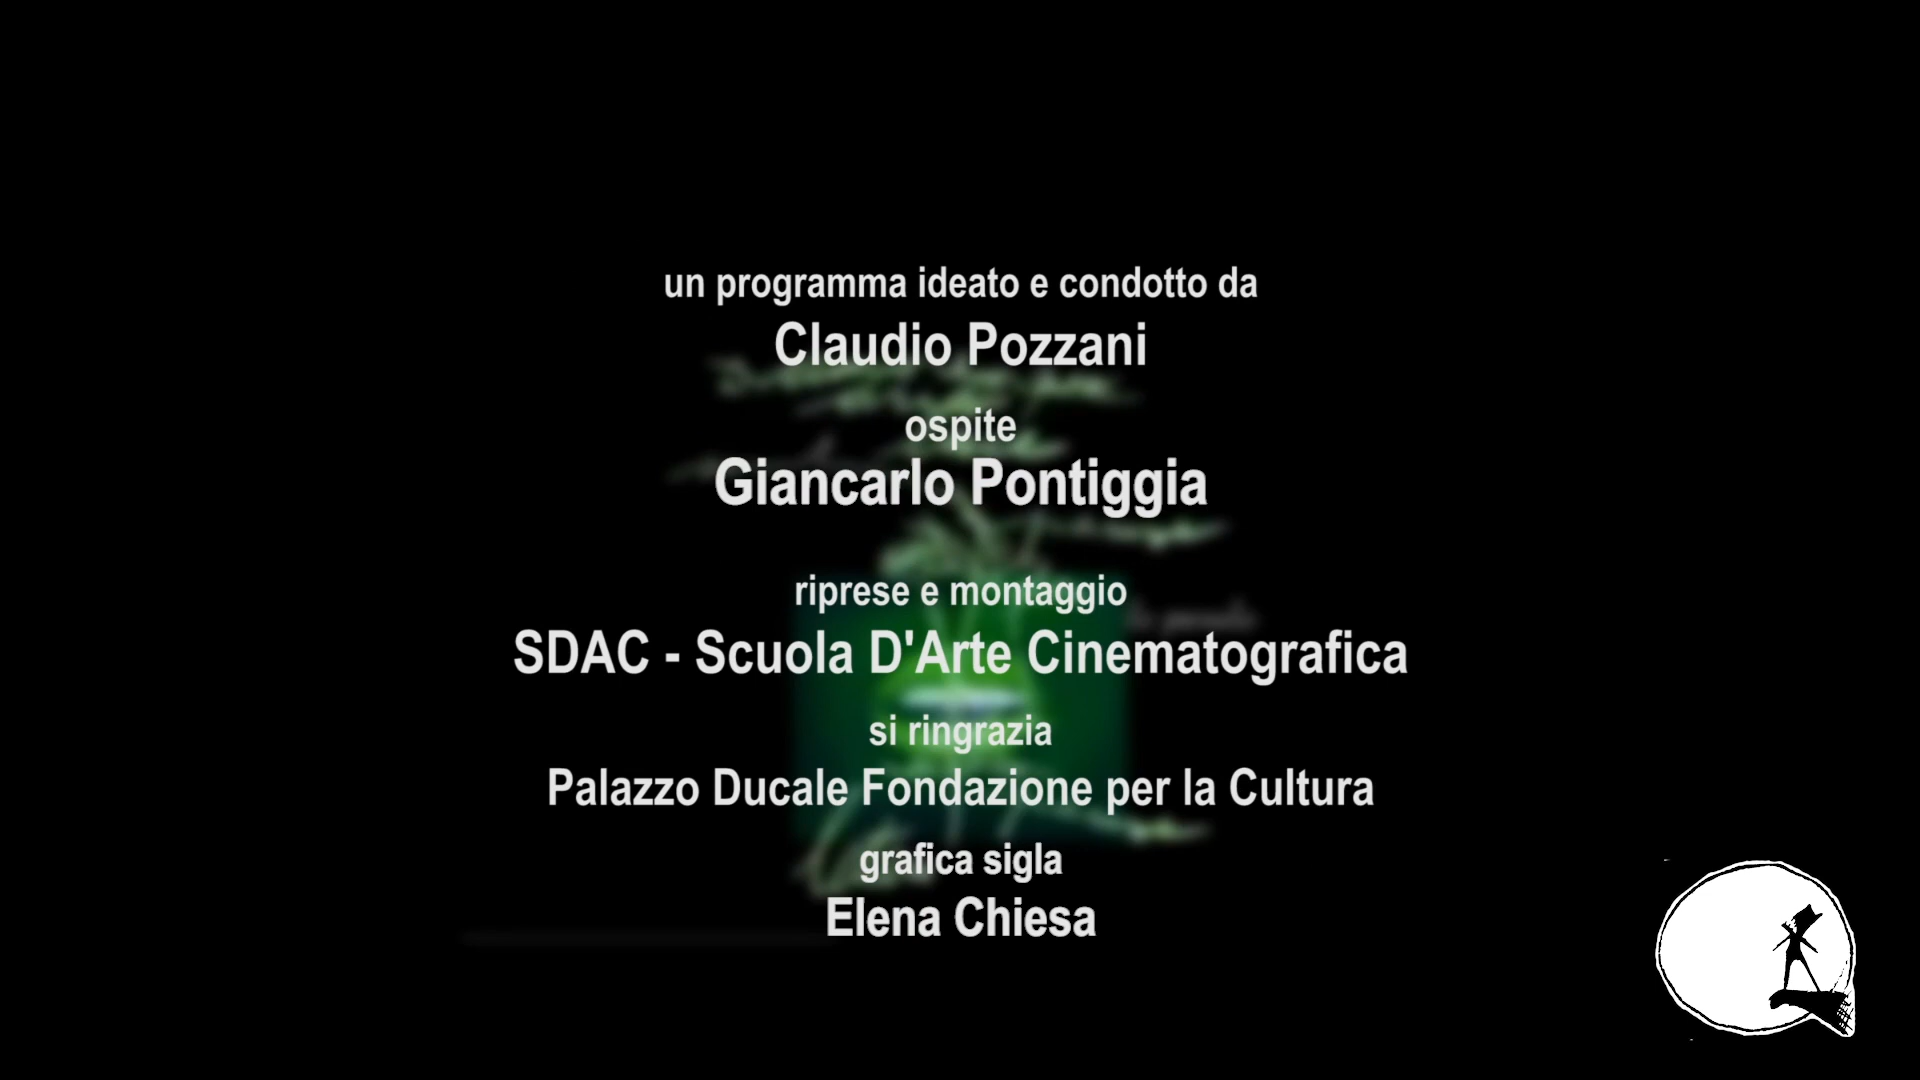 un programma ideato e condotto da
Claudio Pozzani
ospite
Giancarlo Pontiggia
riprese e montaggio
SDAC - Scuola D'Arte Cinematografica
si ringrazia
Palazzo Ducale Fondazione per la Cultura
grafica sigla
Elena Chiesa